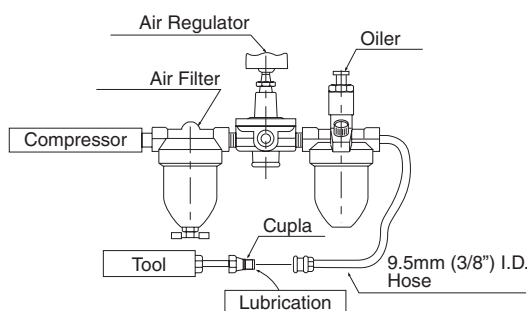 Air Regulator
Oiler
Air Filter
Compressor
Cupla
Tool
9.5mm (3/8”) I.D.
Hose
Lubrication